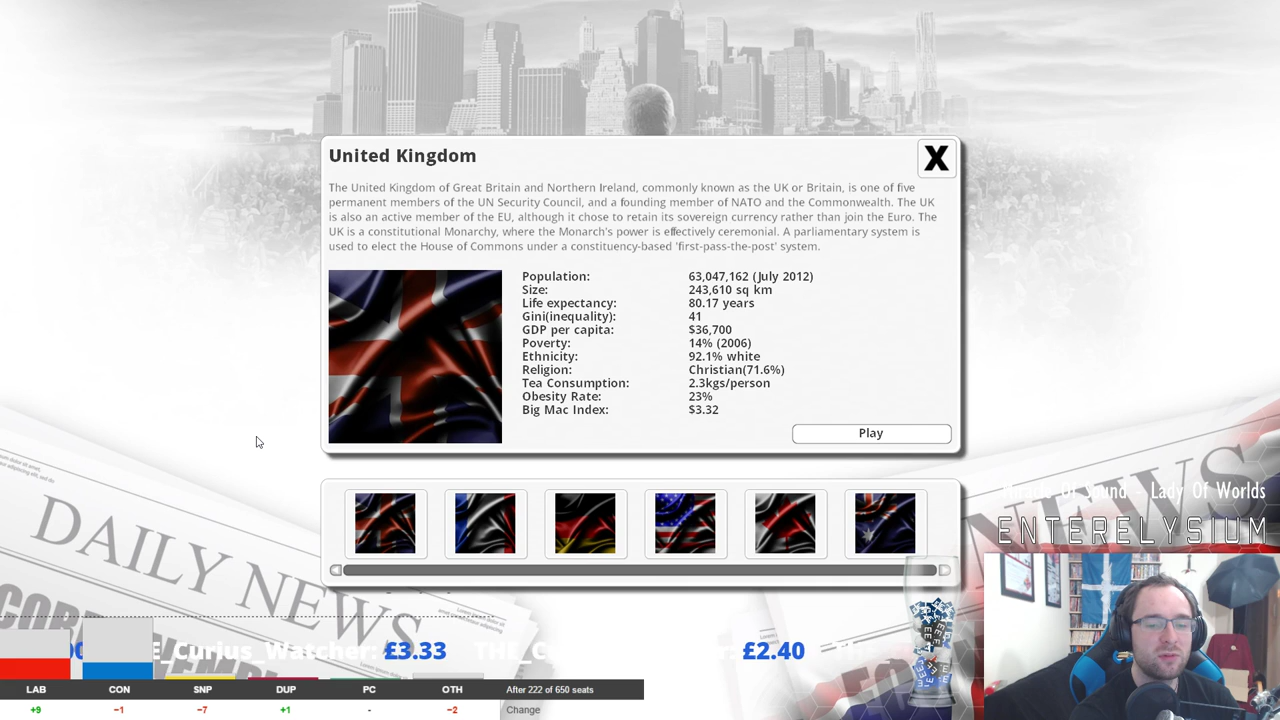 United Kingdom
X
The United Kingdom of Great Britain and Northern Ireland, commonly known as the UK or Britain, is one of five
permanent members of the UN Security Council, and a founding member of NATO and the Commonwealth. The UK
is also an active member of the EU, although it chose to retain its sovereign currency rather than join the Euro. The
UK is a constitutional Monarchy, where the Monarch's power is effectively ceremonial. A parliamentary system is
used to elect the House of Commons under a constituency-based 'first-pass-the-post' system.
Population: 63,047,162 (July 2012)
Size: 243,610 sq km
Life expectancy: 80.17 years
Gini(inequality): 41
GDP per capita: $36,700
Poverty: 14% (2006)
Ethnicity: 92.1% white
Religion: Christian(71.6%)
Tea Consumption: 2.3kgs/person
Obesity Rate: 23%
Big Mac Index: $3.32
Play
DAILY NEWS
NEWS
Of Sound - Lady Of Worlds
ENTERELYSIUM
E_Curius_Watcher: £3.33
£2.40
LAB CON SNP DUP PC OTH After 222 of 650 seats
+9 −1 −7 +1 - −2 Change